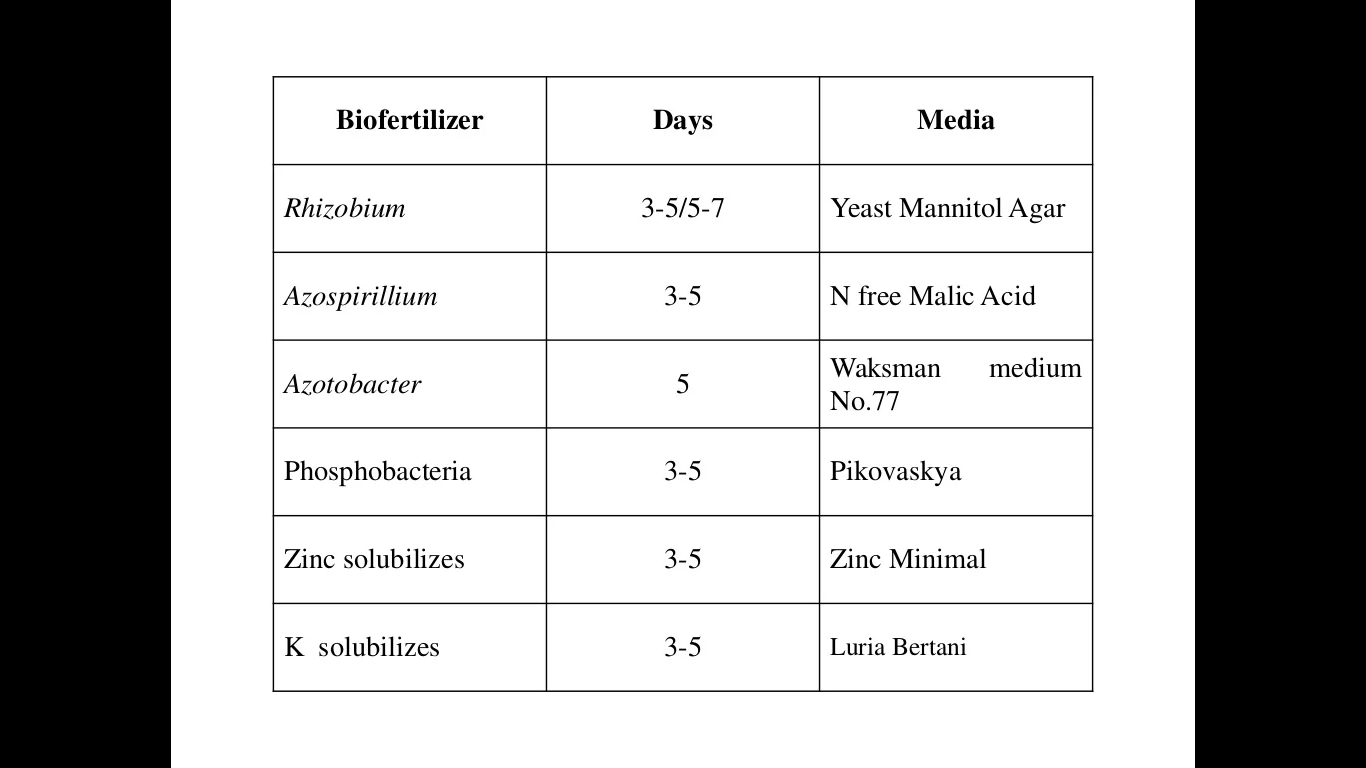 Biofertilizer Days Media
Rhizobium 3-5/5-7 Yeast Mannitol Agar
Azospirillium 3-5 N free Malic Acid
Azotobacter 5 Waksman medium
No.77
Phosphobacteria 3-5 Pikovaskya
Zinc solubilizes 3-5 Zinc Minimal
K solubilizes 3-5 Luria Bertani